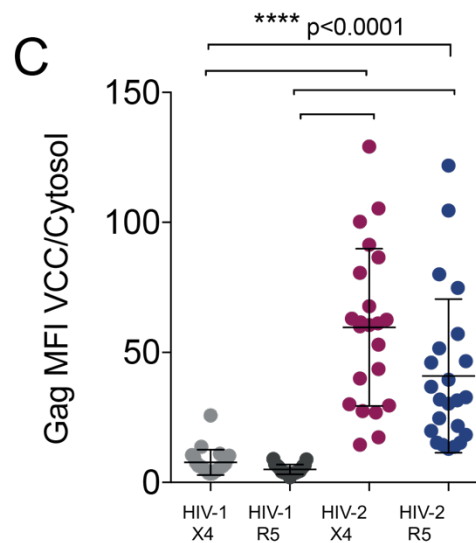 C
**** p<0.0001
Gag MFI VCC/Cytosol
150
100
50
0
HIV-1 HIV-1 HIV-2 HIV-2
X4 R5 X4 R5